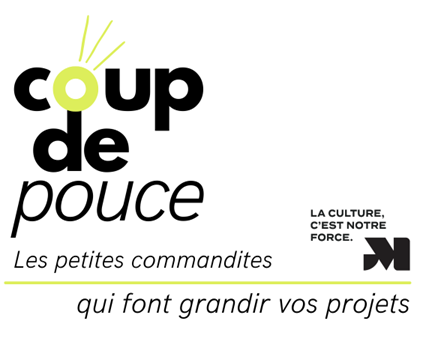 coup
de
pouce
LA CULTURE,
C'EST NOTRE
FORCE.
Les petites commandites
qui font grandir vos projets